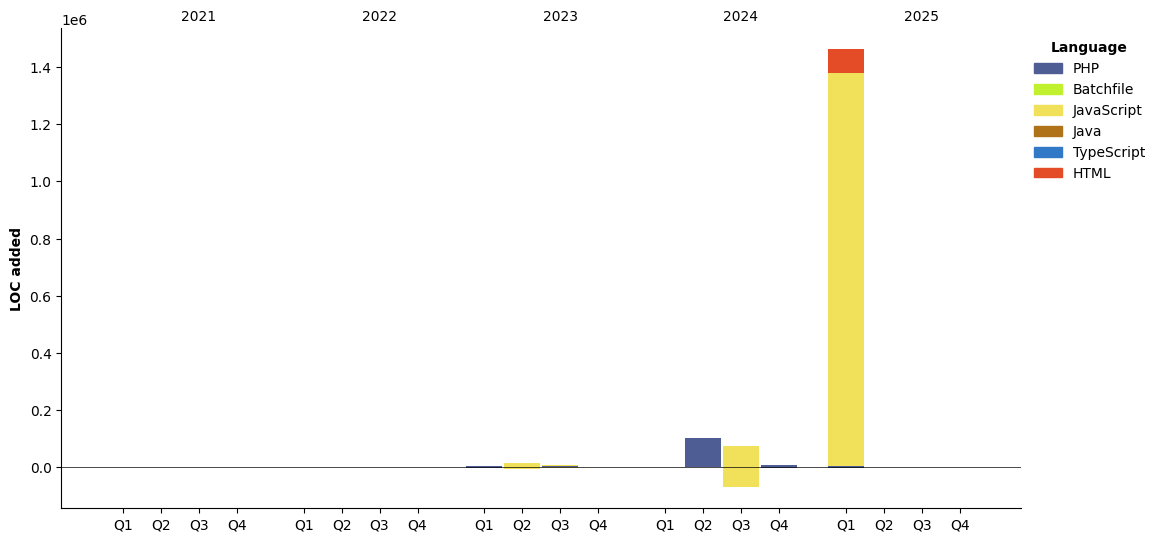 2021 2022 2023 2024 2025
1e6
Language
PHP
Batchfile
JavaScript
Java
TypeScript
HTML
LOC added
1.4
1.2
1.0
0.8
0.6
0.4
0.2
0.0
Q1 Q2 Q3 Q4 Q1 Q2 Q3 Q4 Q1 Q2 Q3 Q4 Q1 Q2 Q3 Q4 Q1 Q2 Q3 Q4